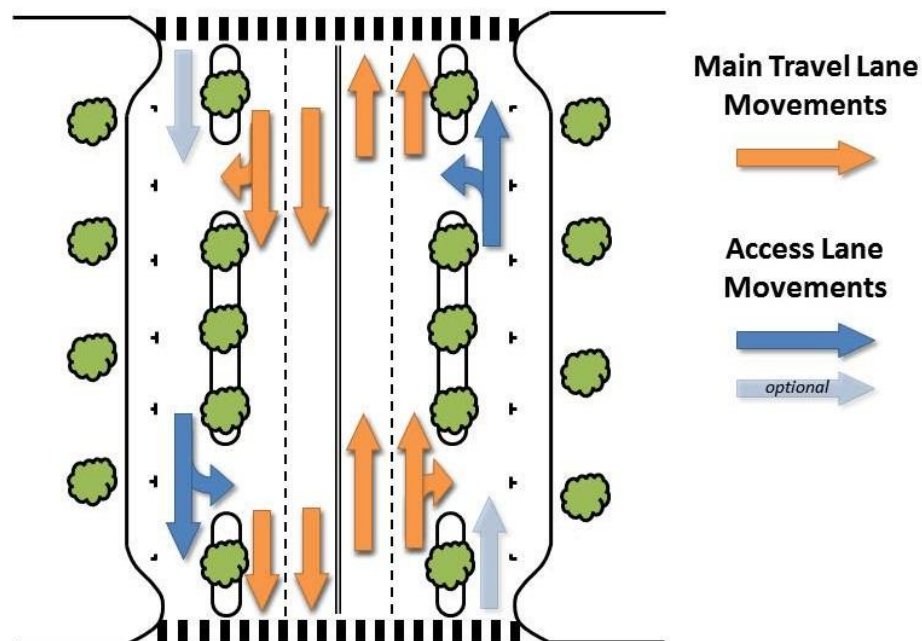 Main Travel Lane
Movements
Access Lane
Movements
optional